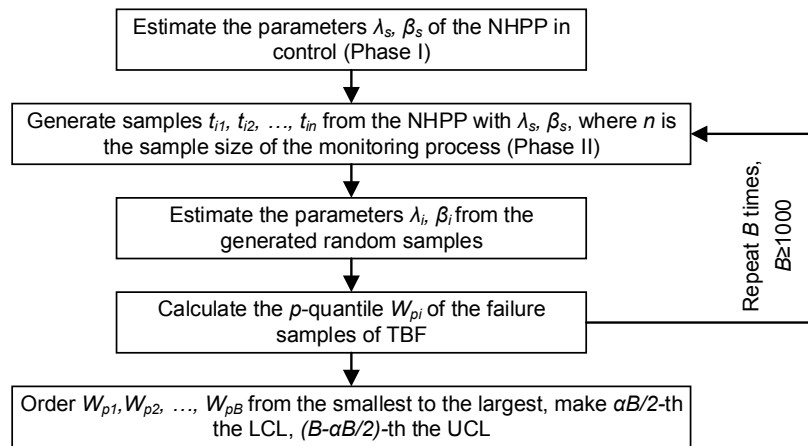 Estimate the parameters λs, βs of the NHPP in
control (Phase I)
Generate samples ti1, ti2, …, tin from the NHPP with λs, βs, where n is
the sample size of the monitoring process (Phase II)
Estimate the parameters λi, βi from the
generated random samples
Calculate the p-quantile Wpi of the failure
samples of TBF
Repeat B times,
B≥1000
Order Wp1,Wp2, …, WpB from the smallest to the largest, make αB/2-th
the LCL, (B-αB/2)-th the UCL